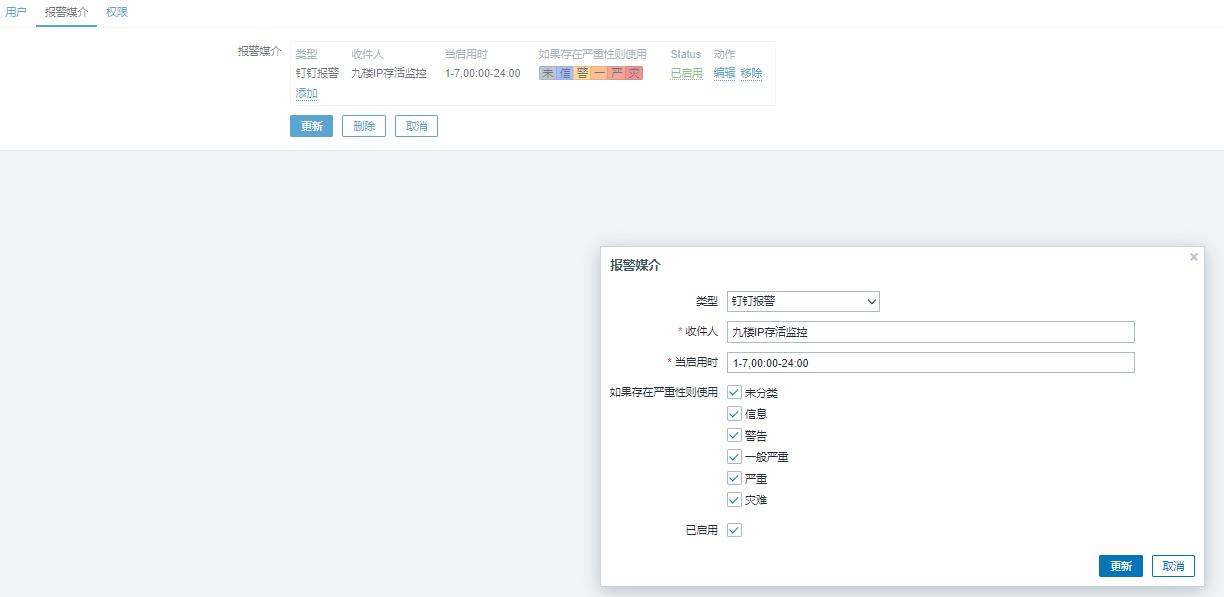 用户 报警媒介 权限
报警媒介 类型 收件人 当启用时 如果存在严重性则使用 Status 动作
钉钉报警 九楼IP存活监控 1-7,00:00-24:00 未 信 警 一 严 灾 已启用 编辑 移除
添加
更新 删除 取消
报警媒介
类型 钉钉报警
* 收件人 九楼IP存活监控
* 当启用时 1-7,00:00-24:00
如果存在严重性则使用 未分类
信息
警告
一般严重
严重
灾难
已启用
更新 取消